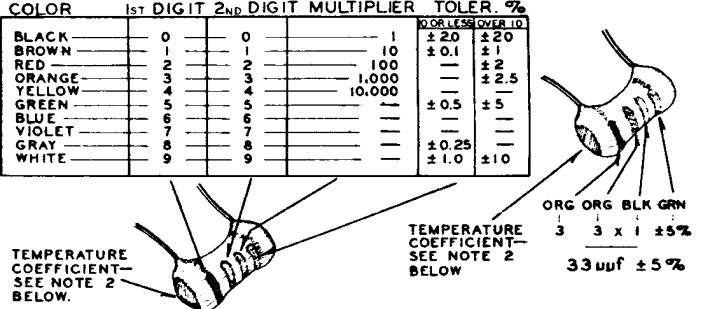 COLOR 1ST DIGIT 2ND DIGIT MULTIPLIER TOLER. %
10 OR LESS OVER 10
BLACK 0 0 1 ±2.0 ±20
BROWN 1 1 10 ±0.1 ±1
RED 2 2 100 — ±2
ORANGE 3 3 1,000 — ±2.5
YELLOW 4 4 10,000 — —
GREEN 5 5 — ±0.5 ±5
BLUE 6 6 — — —
VIOLET 7 7 — — —
GRAY 8 8 — ±0.25 —
WHITE 9 9 — ±1.0 ±10
TEMPERATURE
COEFFICIENT—
SEE NOTE 2
BELOW.
TEMPERATURE
COEFFICIENT—
SEE NOTE 2
BELOW
ORG ORG BLK GRN
3 3 x 1 ±5%
33 uuf ±5%